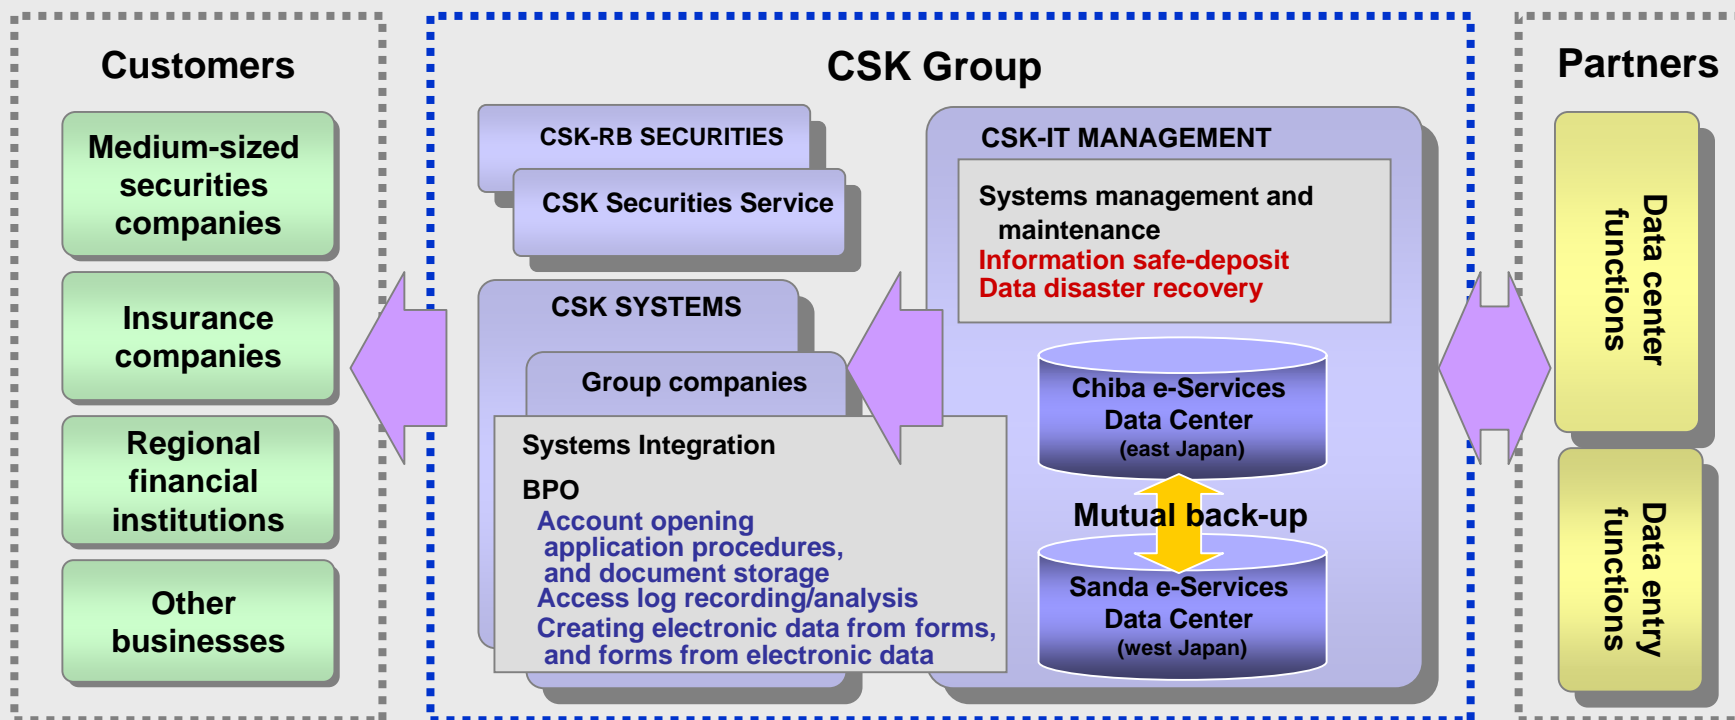 Customers
Medium-sized
securities
companies
Insurance
companies
Regional
financial
institutions
Other
businesses
CSK Group
CSK-RB SECURITIES
CSK Securities Service
CSK SYSTEMS
Group companies
Systems Integration
BPO
Account opening
application procedures,
and document storage
Access log recording/analysis
Creating electronic data from forms,
and forms from electronic data
CSK-IT MANAGEMENT
Systems management and
maintenance
Information safe-deposit
Data disaster recovery
Chiba e-Services
Data Center
(east Japan)
Mutual back-up
Sanda e-Services
Data Center
(west Japan)
Partners
Data center
functions
Data entry
functions